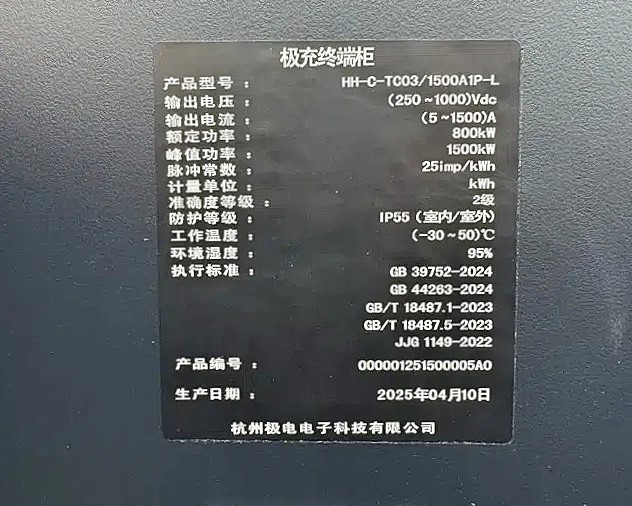 极充终端柜
产品型号： HH-C-TC03/1500A1P-L
输出电压： (250~1000)Vdc
输出电流： (5~1500)A
额定功率： 800kW
峰值功率： 1500kW
脉冲常数： 25imp/kWh
计量单位： kWh
准确度等级： 2级
防护等级： IP55 (室内/室外)
工作温度： (-30~50)℃
环境湿度： 95%
执行标准： GB 39752-2024
GB 44263-2024
GB/T 18487.1-2023
GB/T 18487.5-2023
JJG 1149-2022
产品编号： 000001251500005A0
生产日期： 2025年04月10日
杭州极电电子科技有限公司